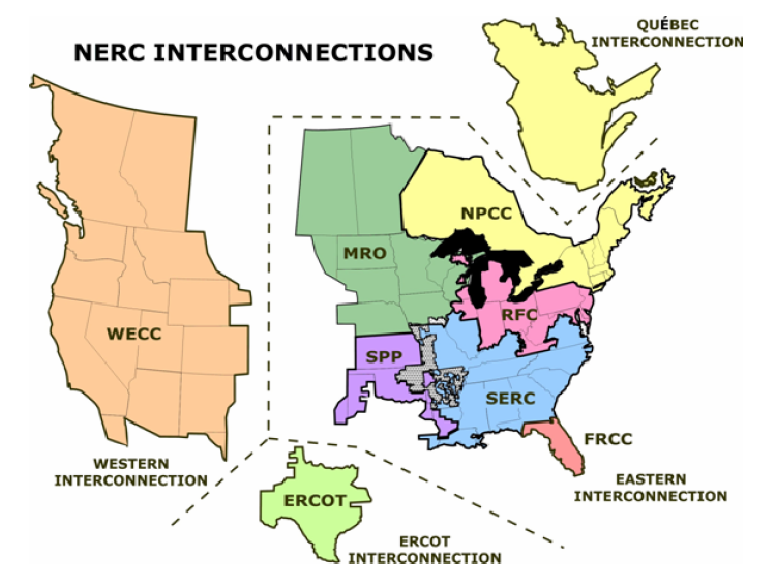 NERC INTERCONNECTIONS
QUÉBEC
INTERCONNECTION
NPCC
MRO
RFC
WECC
SPP
SERC
FRCC
WESTERN
INTERCONNECTION
EASTERN
INTERCONNECTION
ERCOT
ERCOT
INTERCONNECTION